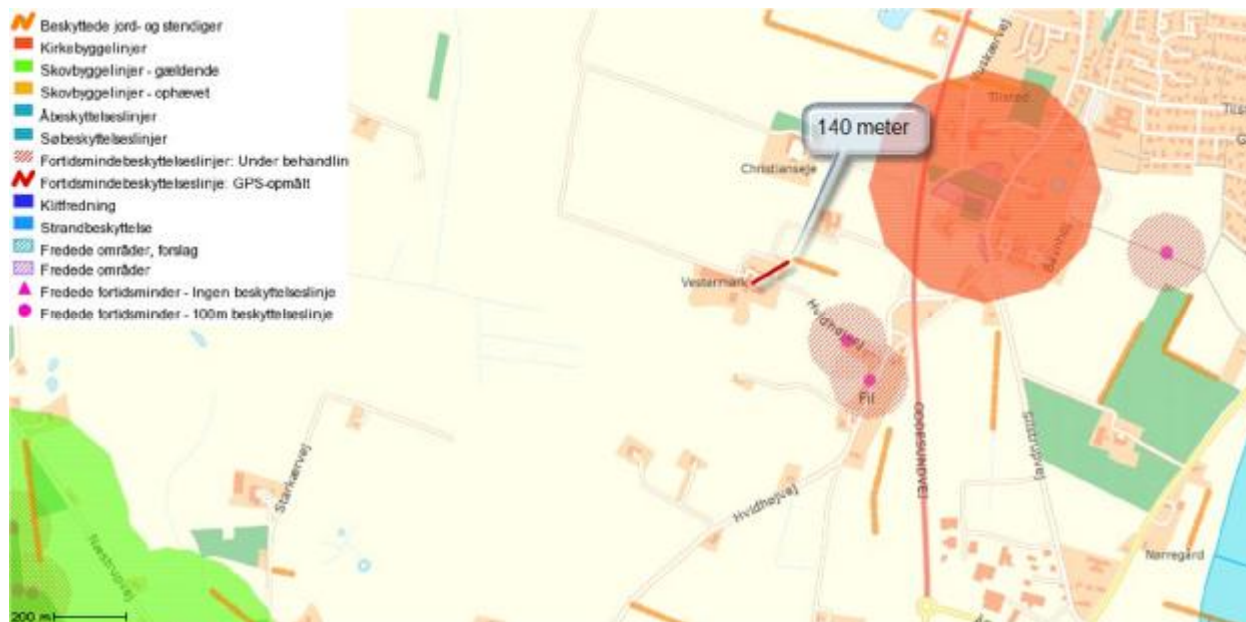 Beskyttede jord- og stendiger
Kirkebyggelinjer
Skovbyggelinjer - gældende
Skovbyggelinjer - ophævet
Åbeskyttelseslinjer
Søbeskyttelseslinjer
Fortidsmindebeskyttelseslinjer: Under behandlin
Fortidsmindebeskyttelseslinje: GPS-opmålt
Klitfredning
Strandbeskyttelse
Fredede områder, forslag
Fredede områder
Fredede fortidsminder - Ingen beskyttelseslinje
Fredede fortidsminder - 100m beskyttelseslinje
140 meter
Tilsted
Christianseje
Vestermark
Hvidhøjvej
Silstrupvej
Starkærvej
Hvidhøjvej
Næstrupvej
Nørregård
200 m